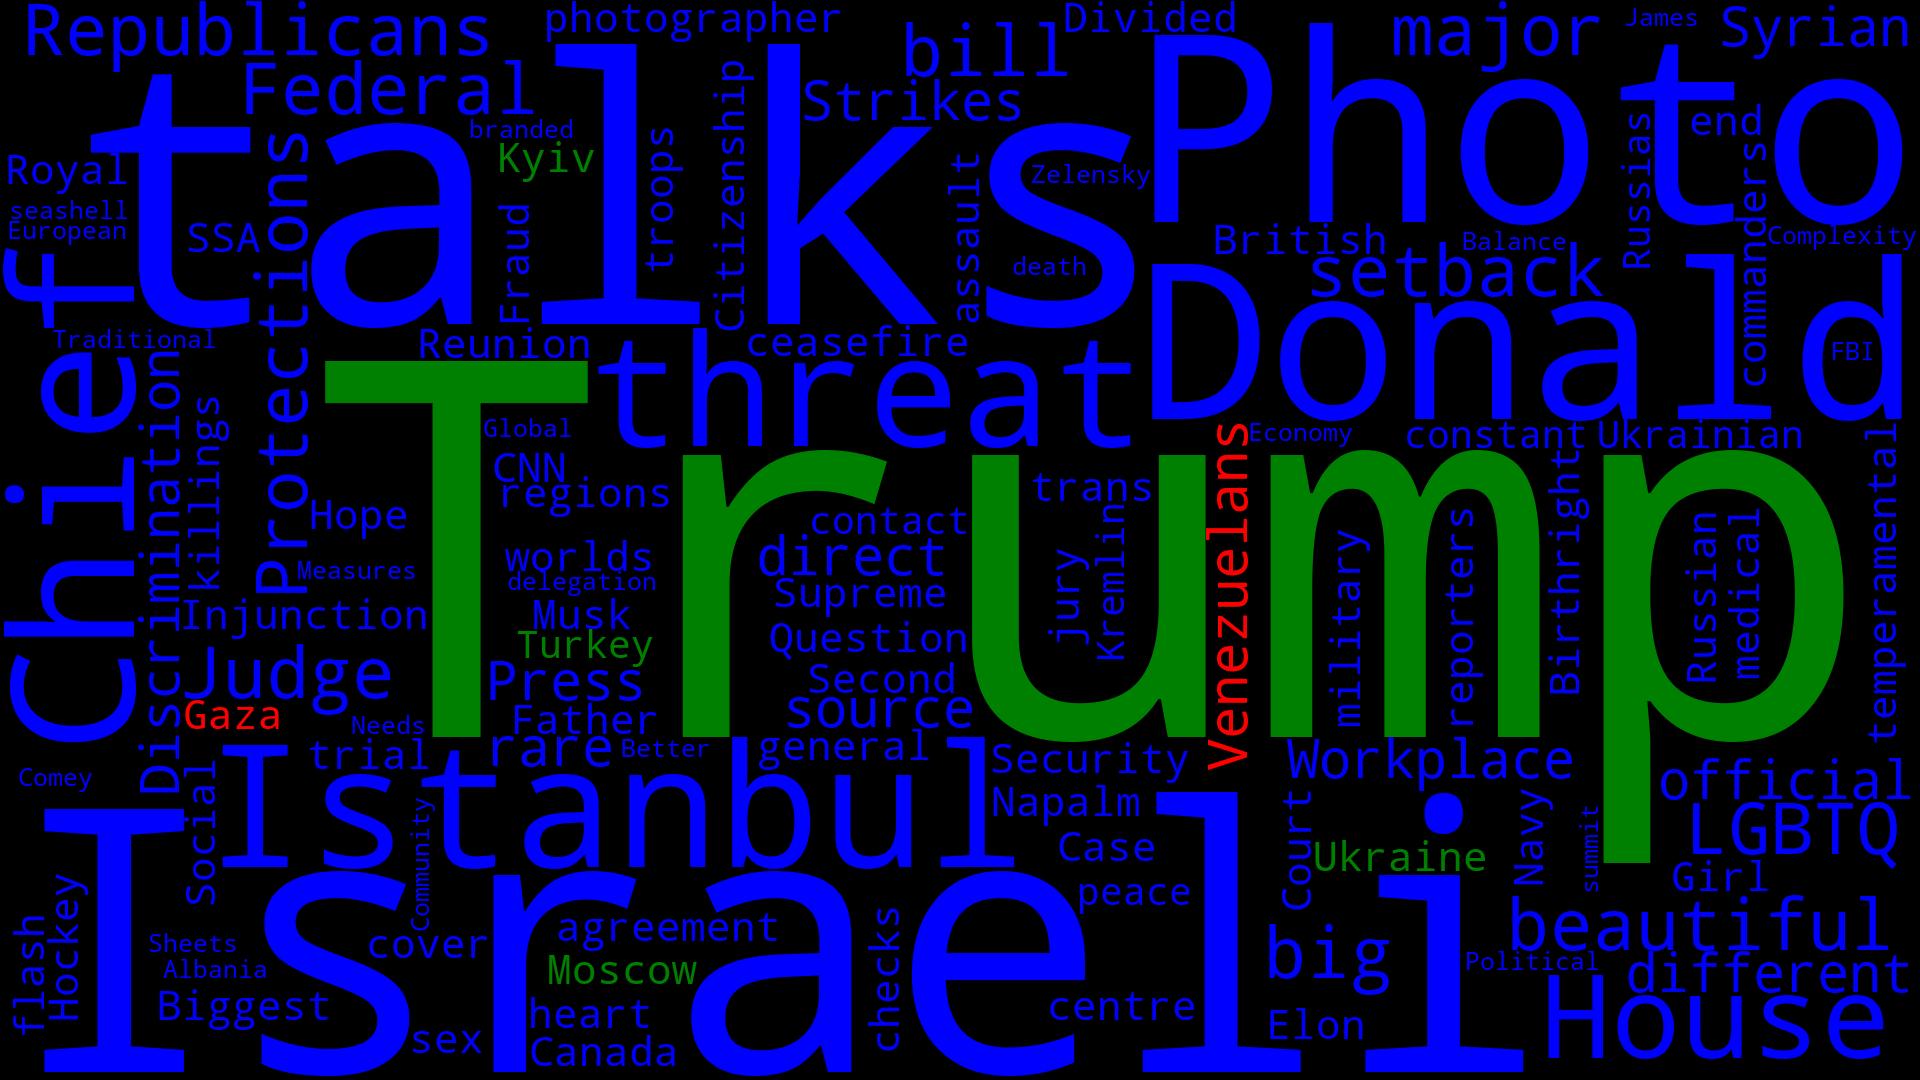 Republicans
photographer
Divided
bill
major
James
Syrian
Federal
talks
Strikes
Photo
branded
Kyiv
troops
Citizenship
end
Royal
Zelensky
assault
Russias
commanders
seashell
European
SSA
Fraud
death
British
Balance
Complexity
setback
Chief
Protections
Donald
Traditional
Reunion
threat
ceasefire
FBI
Discrimination
killings
Global
Trump
Venezuelans
Economy
constant
Ukrainian
CNN
regions
trans
temperamental
Hope
contact
Kremlin
worlds
direct
jury
military
reporters
Birthright
Russian
medical
Measures
delegation
Supreme
Injunction
Musk
Question
Turkey
Judge
Press
Second
Gaza
Needs
Father
source
trial
rare
Better
general
Security
Workplace
Comey
Social
Istanbul
Napalm
official
Community
Case
Court
Ukraine
Navy
summit
LGBTQ
Israeli
peace
Girl
flash
Hockey
Sheets
cover
agreement
checks
big
beautiful
Albania
Moscow
Political
different
Biggest
heart
centre
Elon
House
sex
Canada